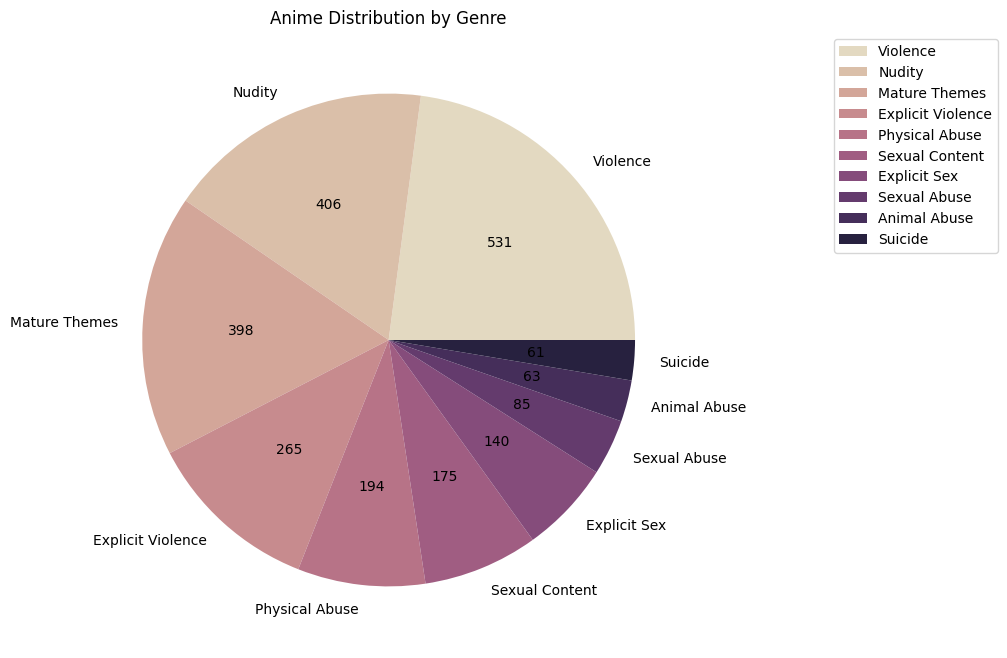 Anime Distribution by Genre
Violence
Nudity
Mature Themes
Explicit Violence
Physical Abuse
Sexual Content
Explicit Sex
Sexual Abuse
Animal Abuse
Suicide
Nudity
Violence
406
531
Mature Themes
398
61
Suicide
63
Animal Abuse
85
Sexual Abuse
140
265
175
194
Explicit Sex
Explicit Violence
Sexual Content
Physical Abuse